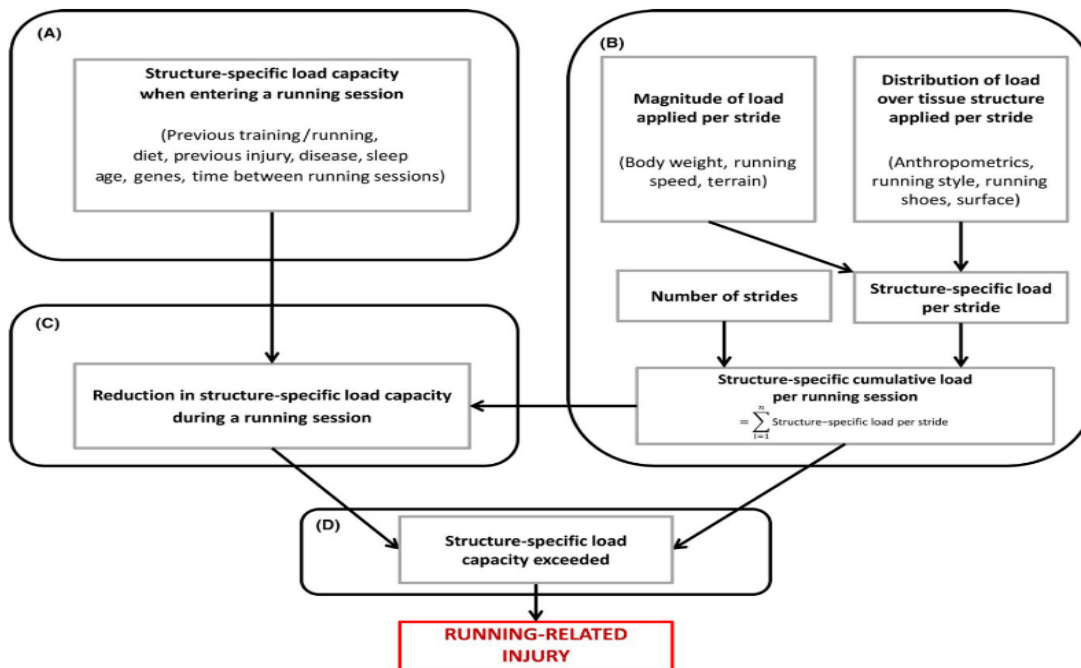 (A)
Structure-specific load capacity
when entering a running session
(Previous training/running,
diet, previous injury, disease, sleep
age, genes, time between running sessions)
(B)
Magnitude of load
applied per stride
(Body weight, running
speed, terrain)
Distribution of load
over tissue structure
applied per stride
(Anthropometrics,
running style, running
shoes, surface)
Number of strides
Structure-specific load
per stride
(C)
Reduction in structure-specific load capacity
during a running session
Structure-specific cumulative load
per running session
= ∑ⁿᵢ₌₁ Structure-specific load per stride
(D)
Structure-specific load
capacity exceeded
RUNNING-RELATED
INJURY